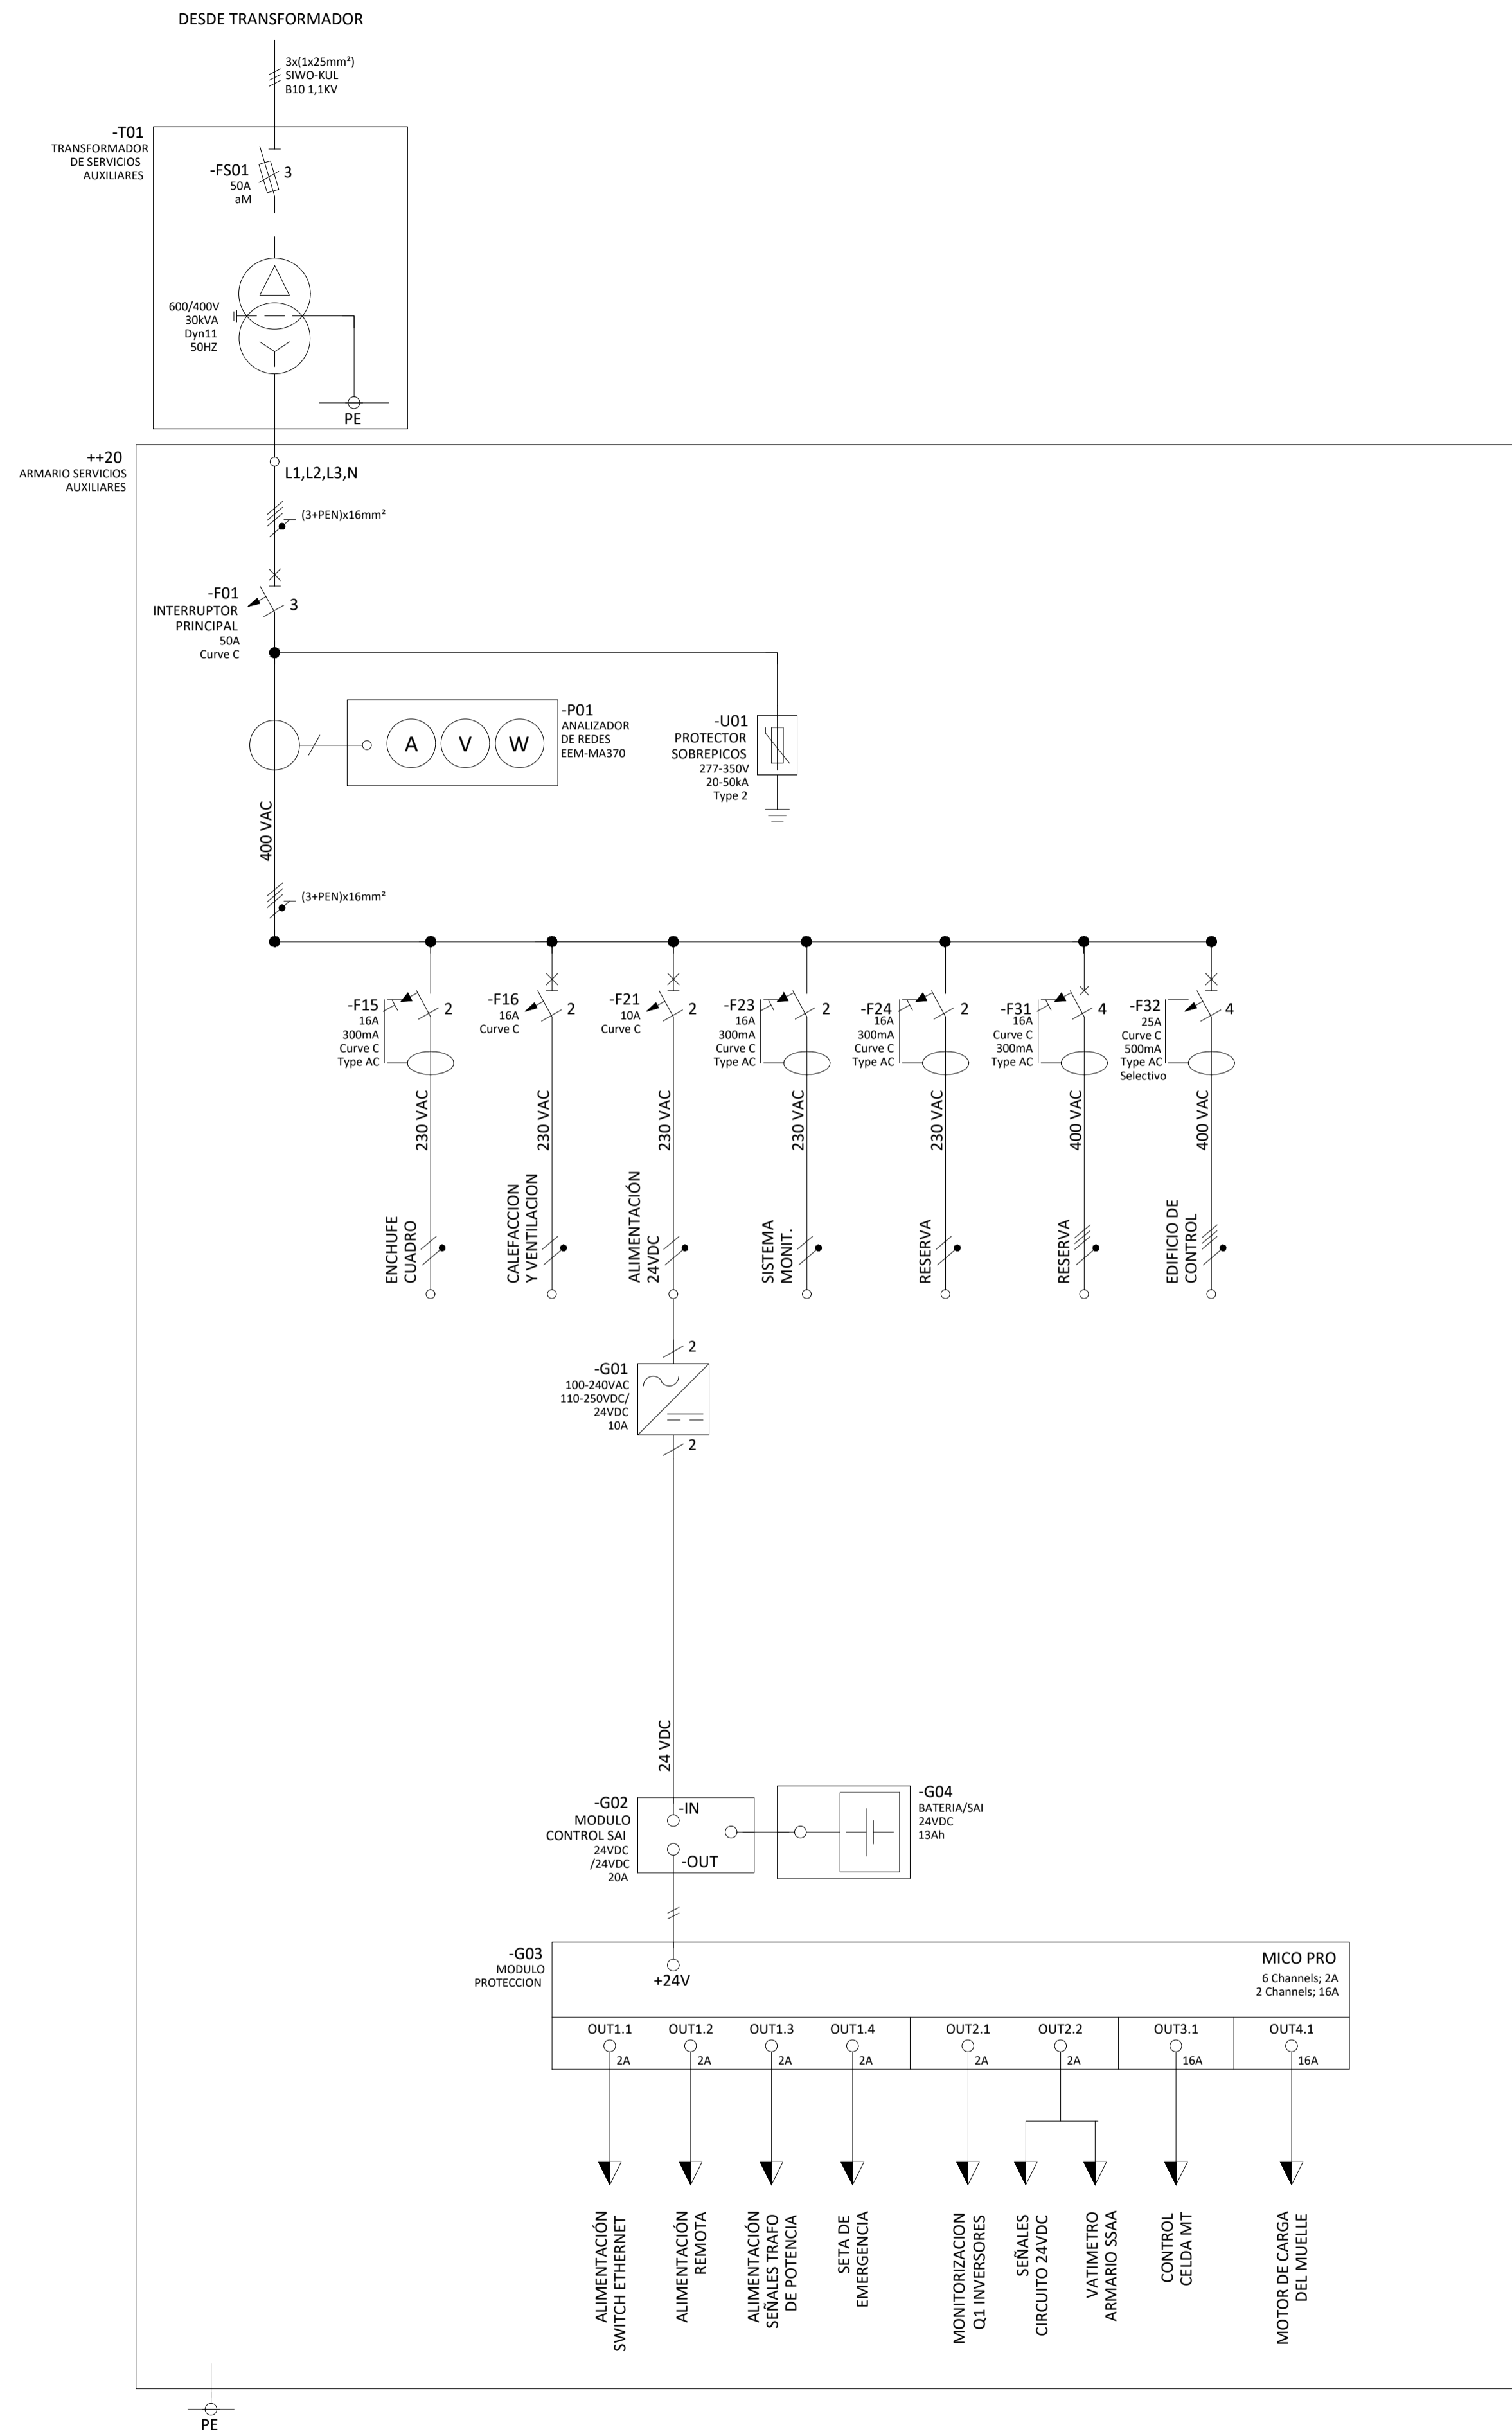 DESDE TRANSFORMADOR
3x(1x25mm²)
SIWO-KUL
B10 1,1KV
-T01
TRANSFORMADOR
DE SERVICIOS
AUXILIARES
-FS01
50A
aM
3
600/400V
30kVA
Dyn11
50HZ
PE
++20
ARMARIO SERVICIOS
AUXILIARES
L1,L2,L3,N
(3+PEN)x16mm²
-F01
INTERRUPTOR
PRINCIPAL
50A
Curve C
3
-P01
ANALIZADOR
DE REDES
EEM-MA370
A
V
W
-U01
PROTECTOR
SOBREPICOS
277-350V
20-50kA
Type 2
400 VAC
(3+PEN)x16mm²
-F15
16A
300mA
Curve C
Type AC
2
-F16
16A
Curve C
2
-F21
10A
Curve C
2
-F23
16A
300mA
Curve C
Type AC
2
-F24
16A
300mA
Curve C
Type AC
2
-F31
16A
Curve C
300mA
Type AC
4
-F32
25A
Curve C
500mA
Type AC
Selectivo
4
230 VAC
230 VAC
230 VAC
230 VAC
230 VAC
400 VAC
400 VAC
ENCHUFE
CUADRO
CALEFACCION
Y VENTILACION
ALIMENTACIÓN
24VDC
SISTEMA
MONIT.
RESERVA
RESERVA
EDIFICIO DE
CONTROL
2
-G01
100-240VAC
110-250VDC/
24VDC
10A
2
24 VDC
-G02
MODULO
CONTROL SAI
24VDC
/24VDC
20A
-IN
-OUT
-G04
BATERIA/SAI
24VDC
13Ah
-G03
MODULO
PROTECCION
+24V
MICO PRO
6 Channels; 2A
2 Channels; 16A
OUT1.1
OUT1.2
OUT1.3
OUT1.4
OUT2.1
OUT2.2
OUT3.1
OUT4.1
2A
2A
2A
2A
2A
2A
16A
16A
ALIMENTACIÓN
SWITCH ETHERNET
ALIMENTACIÓN
REMOTA
ALIMENTACIÓN
SEÑALES TRAFO
DE POTENCIA
SETA DE
EMERGENCIA
MONITORIZACION
Q1 INVERSORES
SEÑALES
CIRCUITO 24VDC
VATIMETRO
ARMARIO SSAA
CONTROL
CELDA MT
MOTOR DE CARGA
DEL MUELLE
PE